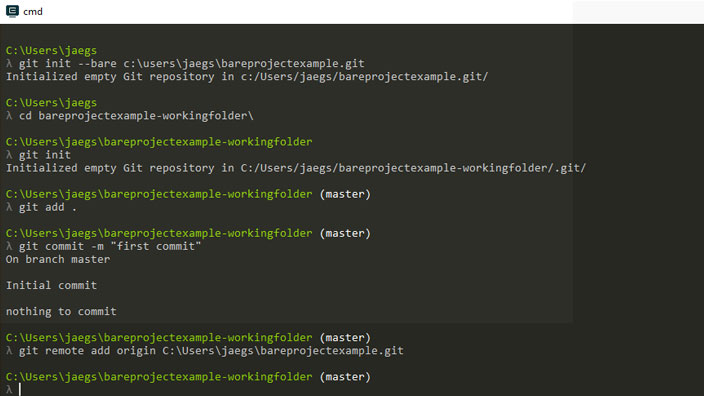 cmd
C:\Users\jaegs
λ git init --bare c:\users\jaegs\bareprojectexample.git
Initialized empty Git repository in c:/Users/jaegs/bareprojectexample.git/
C:\Users\jaegs
λ cd bareprojectexample-workingfolder\
C:\Users\jaegs\bareprojectexample-workingfolder
λ git init
Initialized empty Git repository in C:/Users/jaegs/bareprojectexample-workingfolder/.git/
C:\Users\jaegs\bareprojectexample-workingfolder (master)
λ git add .
C:\Users\jaegs\bareprojectexample-workingfolder (master)
λ git commit -m "first commit"
On branch master
Initial commit
nothing to commit
C:\Users\jaegs\bareprojectexample-workingfolder (master)
λ git remote add origin C:\Users\jaegs\bareprojectexample.git
C:\Users\jaegs\bareprojectexample-workingfolder (master)
λ